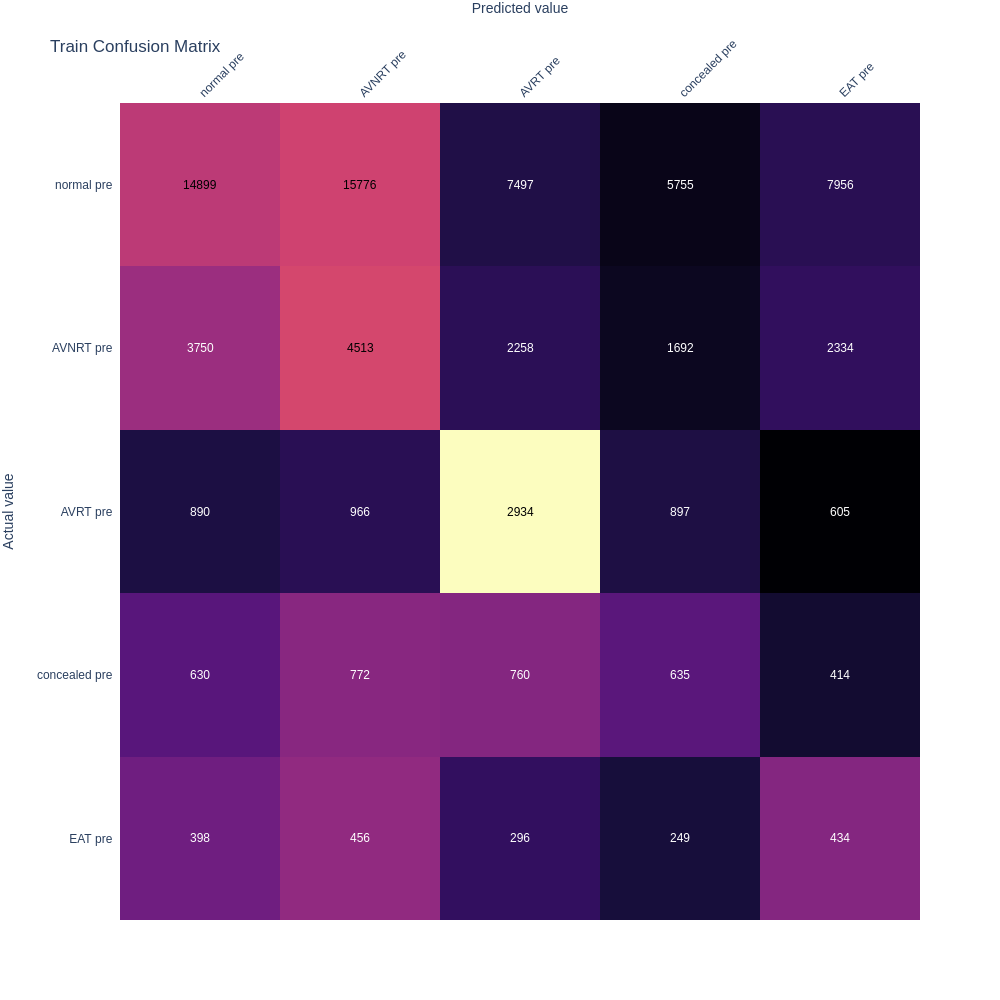 Predicted value
Train Confusion Matrix
normal pre
AVNRT pre
AVRT pre
concealed pre
EAT pre
normal pre 14899 15776 7497 5755 7956
AVNRT pre 3750 4513 2258 1692 2334
Actual value
AVRT pre 890 966 2934 897 605
concealed pre 630 772 760 635 414
EAT pre 398 456 296 249 434